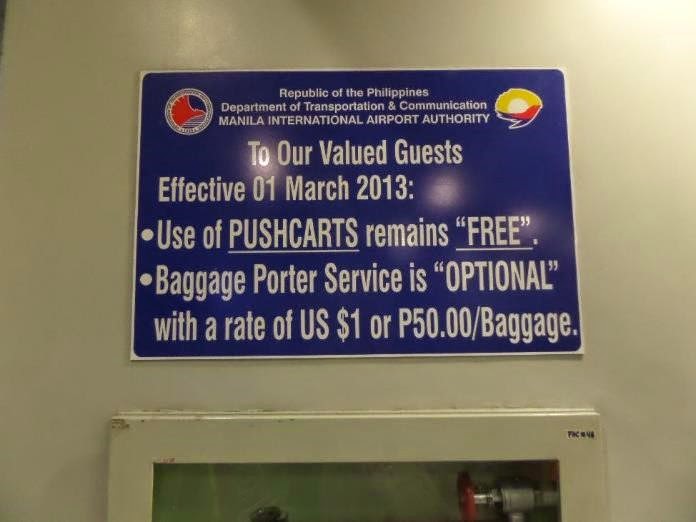 Republic of the Philippines
Department of Transportation & Communication
MANILA INTERNATIONAL AIRPORT AUTHORITY
To Our Valued Guests
Effective 01 March 2013:
•Use of PUSHCARTS remains “FREE”.
•Baggage Porter Service is “OPTIONAL”
with a rate of US $1 or P50.00/Baggage.